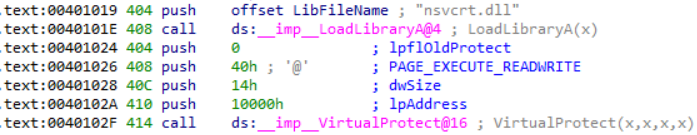 .text:00401019 404 push    offset LibFileName ; "nsvcrt.dll"
.text:0040101E 408 call    ds:__imp__LoadLibraryA@4 ; LoadLibraryA(x)
.text:00401024 404 push    0               ; lpflOldProtect
.text:00401026 408 push    40h ; '@'       ; PAGE_EXECUTE_READWRITE
.text:00401028 40C push    14h             ; dwSize
.text:0040102A 410 push    10000h          ; lpAddress
.text:0040102F 414 call    ds:__imp__VirtualProtect@16 ; VirtualProtect(x,x,x,x)